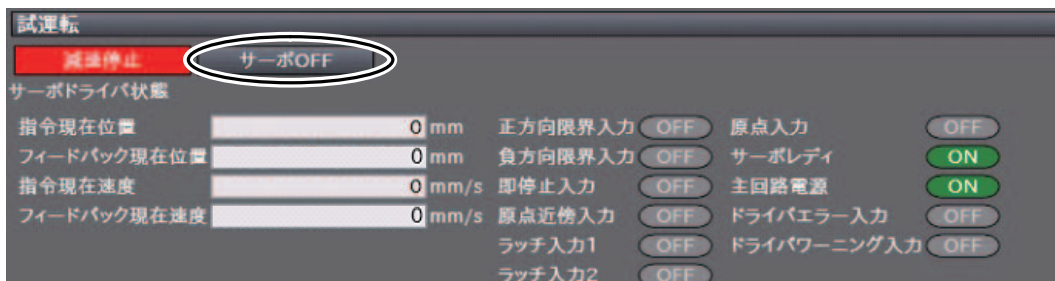 試運転
減速停止 サーボOFF
サーボドライバ状態
指令現在位置 0 mm 正方向限界入力 OFF 原点入力 OFF
フィードバック現在位置 0 mm 負方向限界入力 OFF サーボレディ ON
指令現在速度 0 mm/s 即停止入力 OFF 主回路電源 ON
フィードバック現在速度 0 mm/s 原点近傍入力 OFF ドライバエラー入力 OFF
ラッチ入力1 OFF ドライバワーニング入力 OFF
ラッチ入力2 OFF